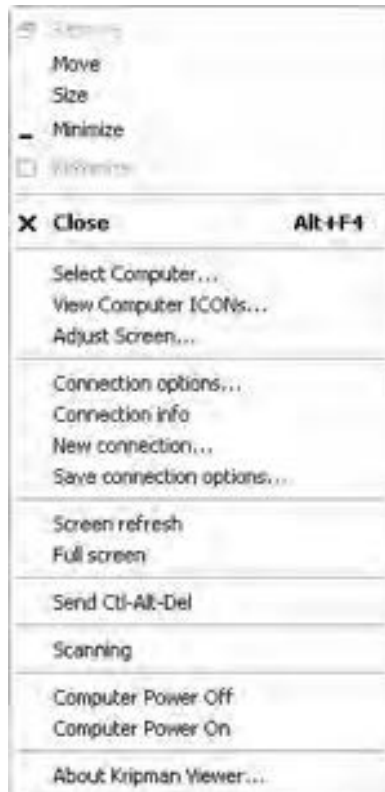 Move
Size
Minimize
Close Alt+F4
Select Computer...
View Computer ICONs...
Adjust Screen...
Connection options...
Connection info
New connection...
Save connection options...
Screen refresh
Full screen
Send Ctl-Alt-Del
Scanning
Computer Power Off
Computer Power On
About Kripman Viewer...